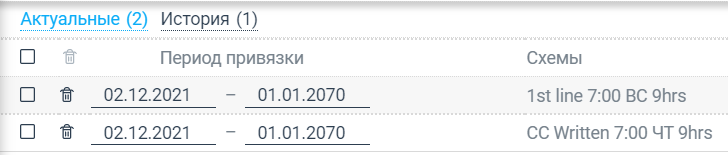 Актуальные (2) История (1)
Период привязки Схемы
02.12.2021 – 01.01.2070 1st line 7:00 ВС 9hrs
02.12.2021 – 01.01.2070 CC Written 7:00 ЧТ 9hrs